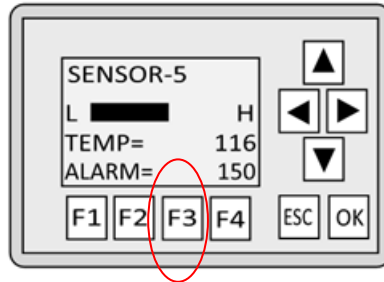 SENSOR-5
L H
TEMP= 116
ALARM= 150
F1 F2 F3 F4 ESC OK